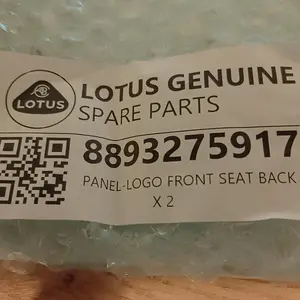 LOTUS
LOTUS GENUINE
SPARE PARTS
8893275917
PANEL-LOGO FRONT SEAT BACK
X 2